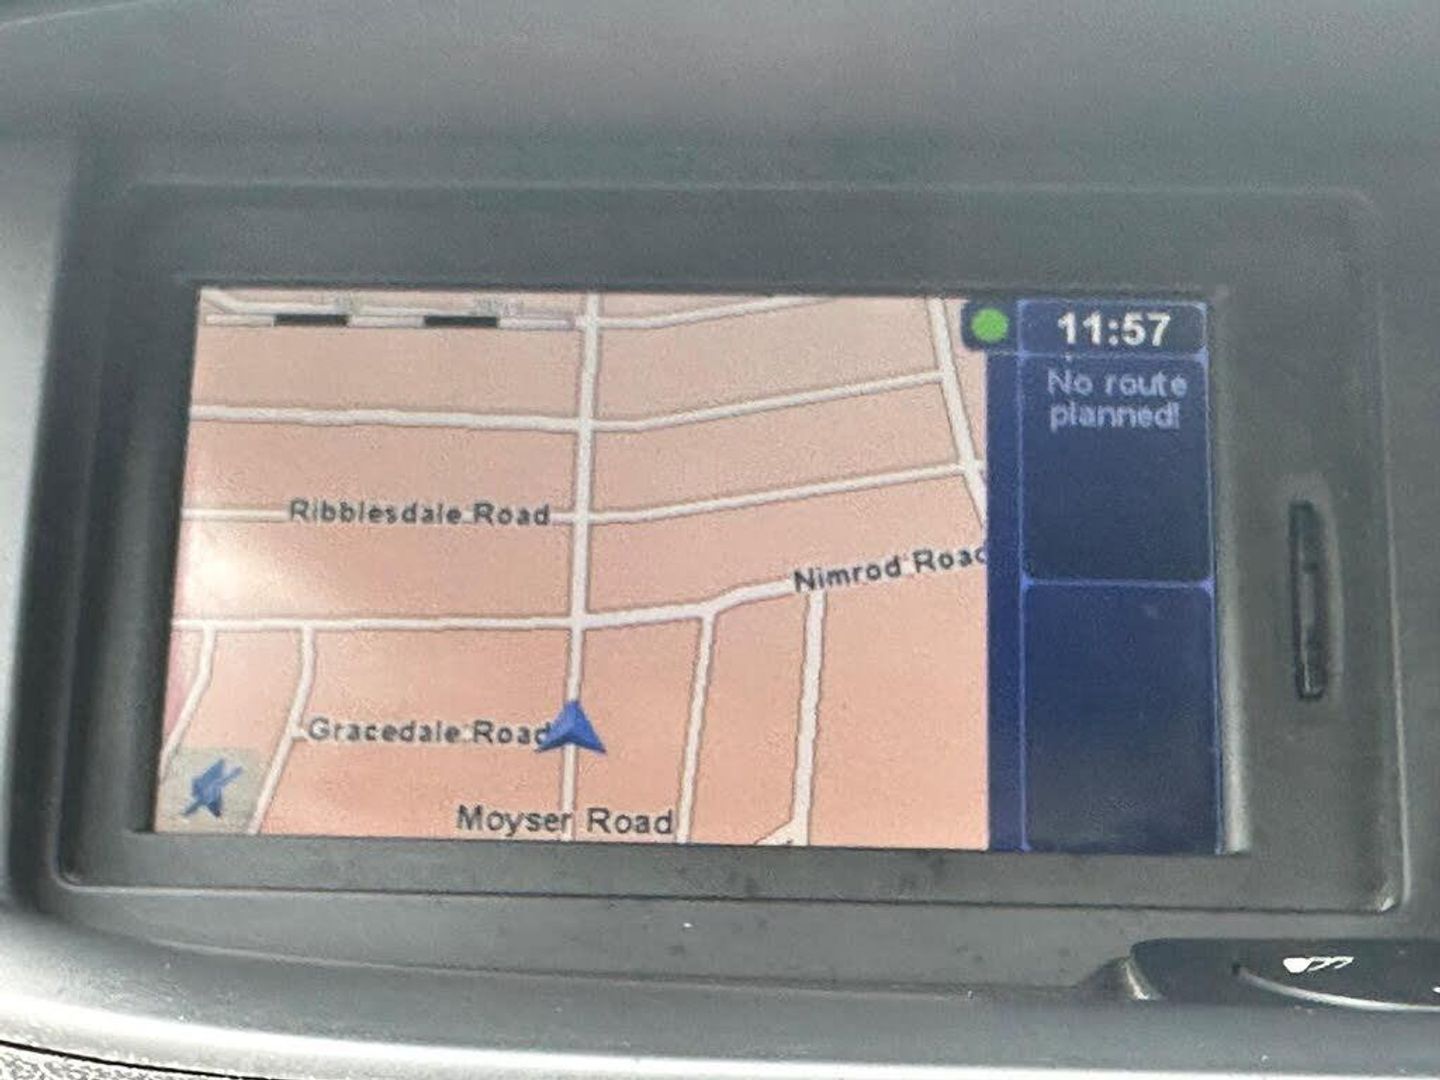 11:57
No route
planned!
Ribblesdale Road
Nimrod Road
Gracedale Road
Moyser Road